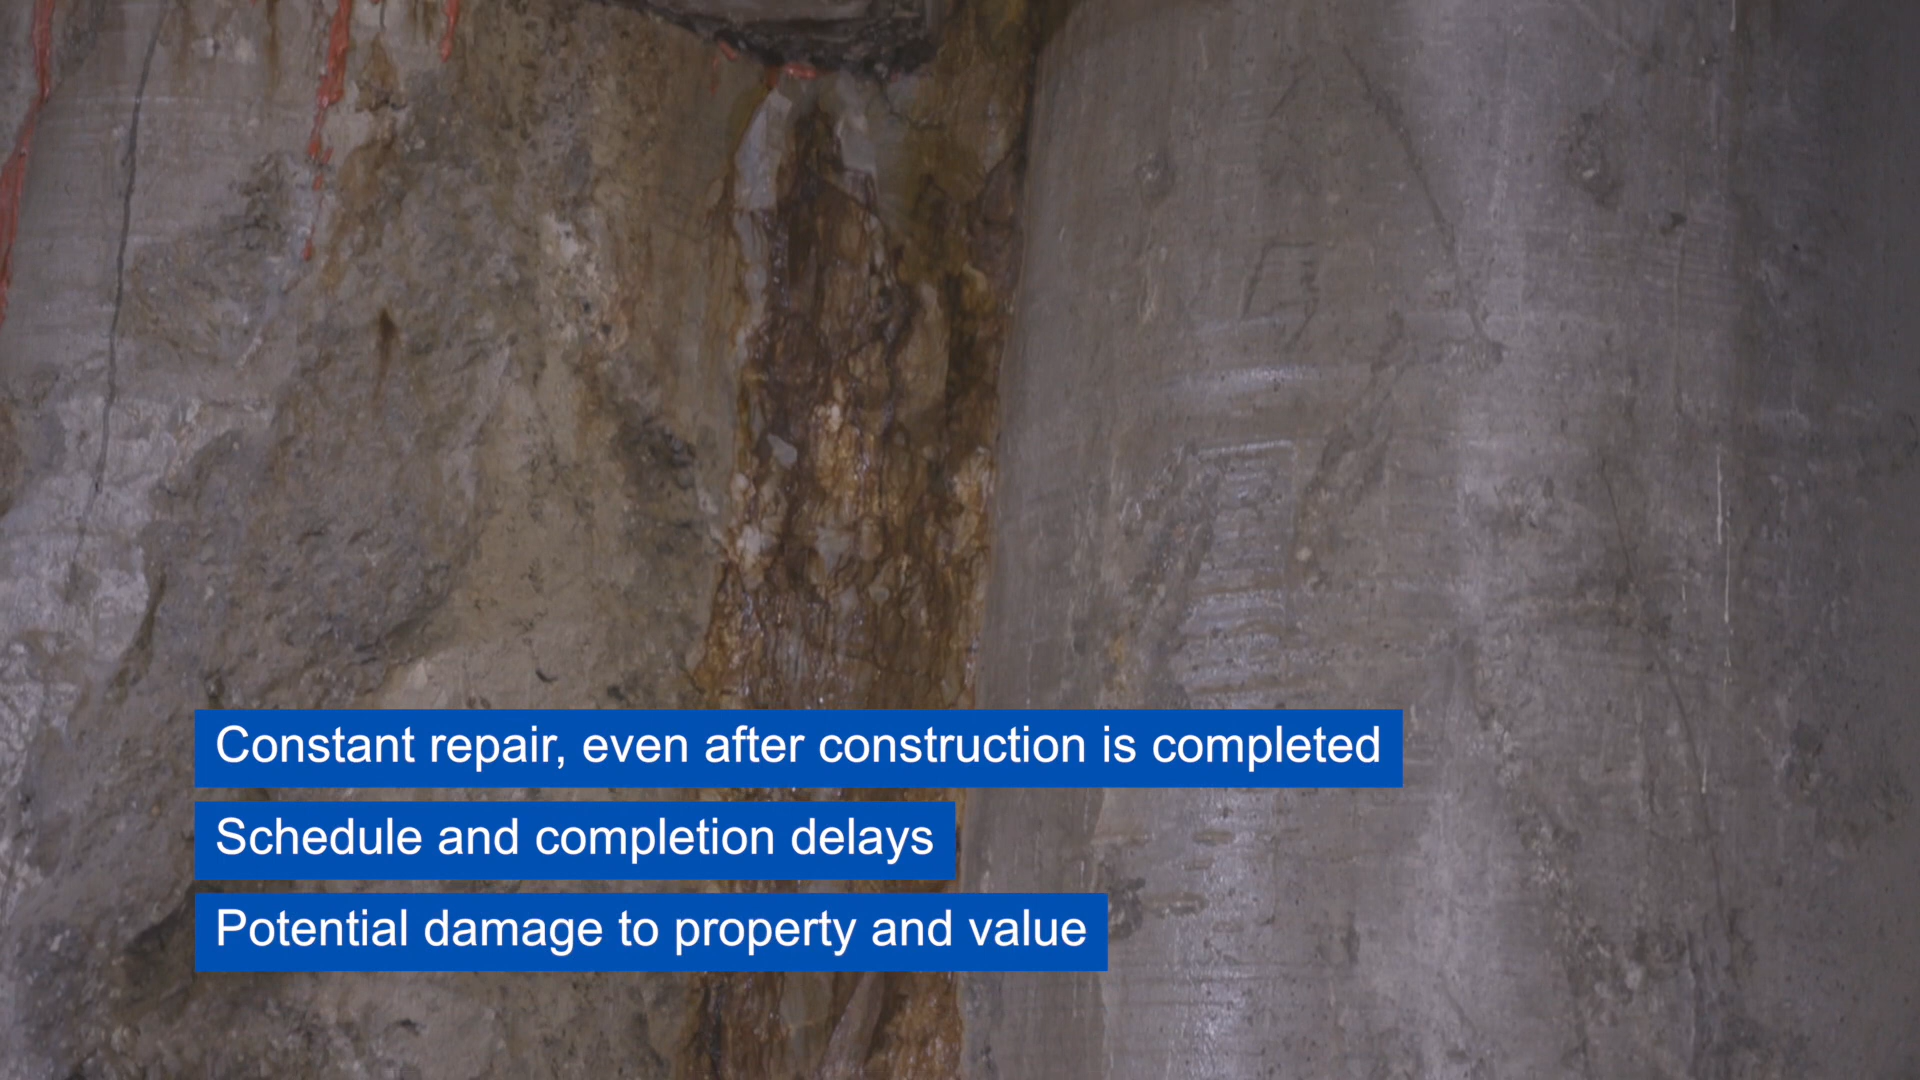 Constant repair, even after construction is completed
Schedule and completion delays
Potential damage to property and value